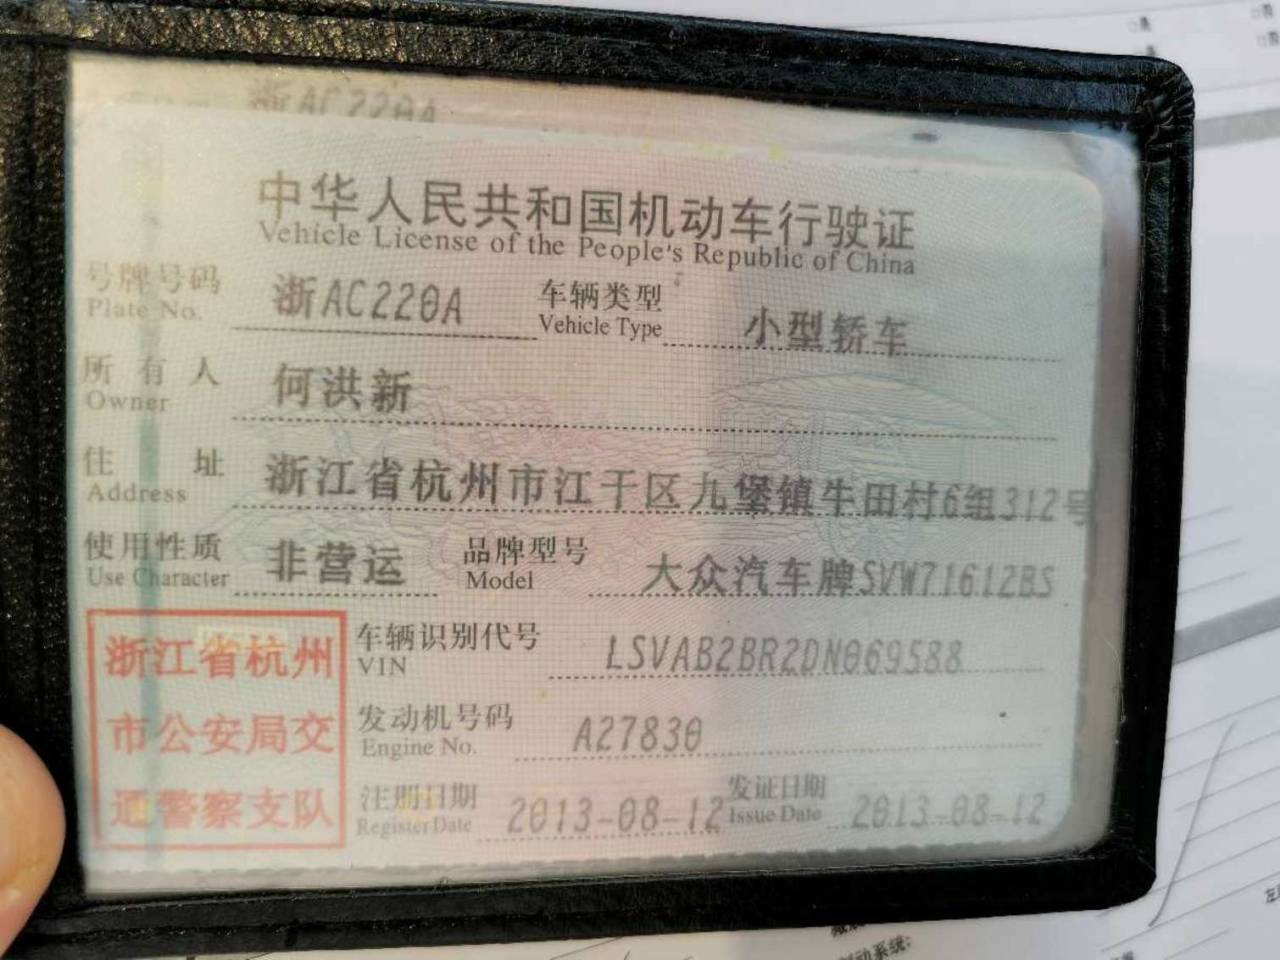 浙AC220A
中华人民共和国机动车行驶证
Vehicle License of the People's Republic of China
号牌号码 浙AC220A 车辆类型 小型轿车
Plate No. Vehicle Type
所有人 何洪新
Owner
住址 浙江省杭州市江干区九堡镇牛田村6组312号
Address
使用性质 非营运 品牌型号 大众汽车牌SVW71612BS
Use Character Model
浙江省杭州
市公安局交
通警察支队
车辆识别代号 LSVAB2BR2DN069588
VIN
发动机号码 A27830
Engine No.
注册日期 2013-08-12 发证日期 2013-08-12
Register Date Issue Date